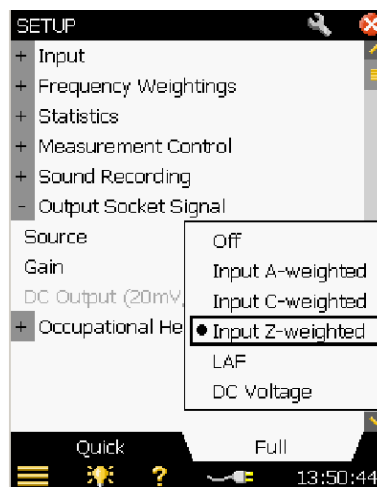 SETUP
+ Input
+ Frequency Weightings
+ Statistics
+ Measurement Control
+ Sound Recording
- Output Socket Signal
Source
Gain
DC Output (20mV,
+ Occupational He
Off
Input A-weighted
Input C-weighted
Input Z-weighted
LAF
DC Voltage
Quick Full
? 13:50:44